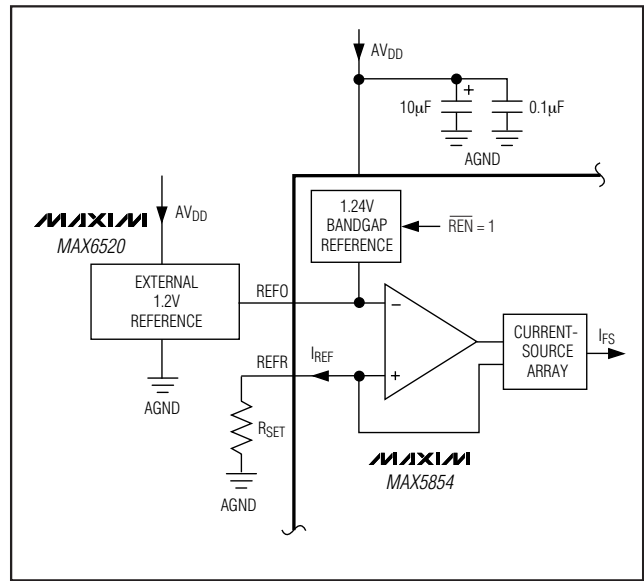 AVDD
+
10µF
0.1µF
AGND
MAXIM
MAX6520
AVDD
1.24V
BANDGAP
REFERENCE
REN = 1
EXTERNAL
1.2V
REFERENCE
REFO
−
CURRENT-
SOURCE
ARRAY
IFS
REFR
IREF
+
RSET
AGND
AGND
MAXIM
MAX5854